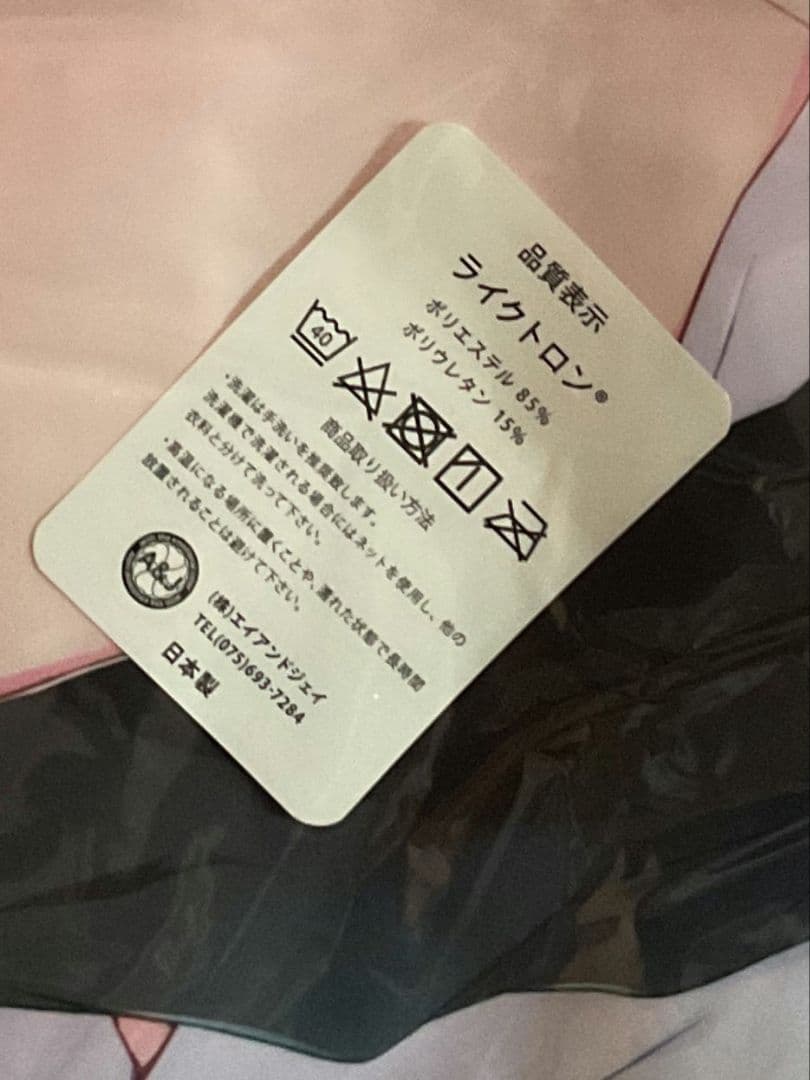 品質表示
ライクトロン®
ポリエステル 85%
ポリウレタン 15%
40
商品取り扱い方法
・洗濯は手洗いを推奨致します。
洗濯機で洗濯される場合にはネットを使用し、他の
衣料と分けて洗って下さい。
・高温になる場所に置くことや、濡れた状態で長時間
放置されることは避けて下さい。
A&J
(株)エイアンドジェイ
TEL(075)693-7284
日本製